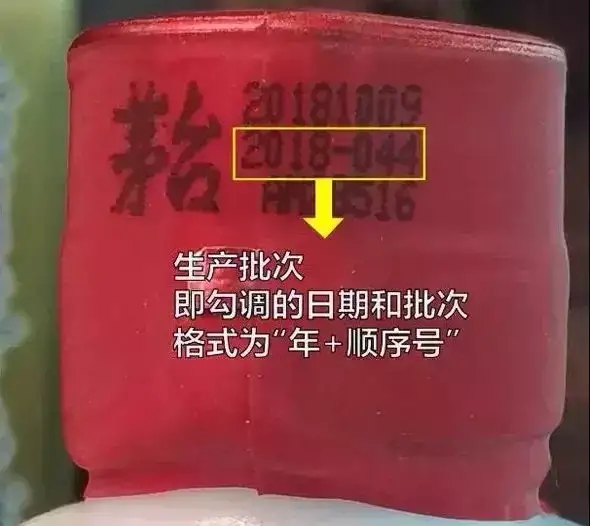 20181009
茅台 2018-044
生产批次
即勾调的日期和批次
格式为“年+顺序号”